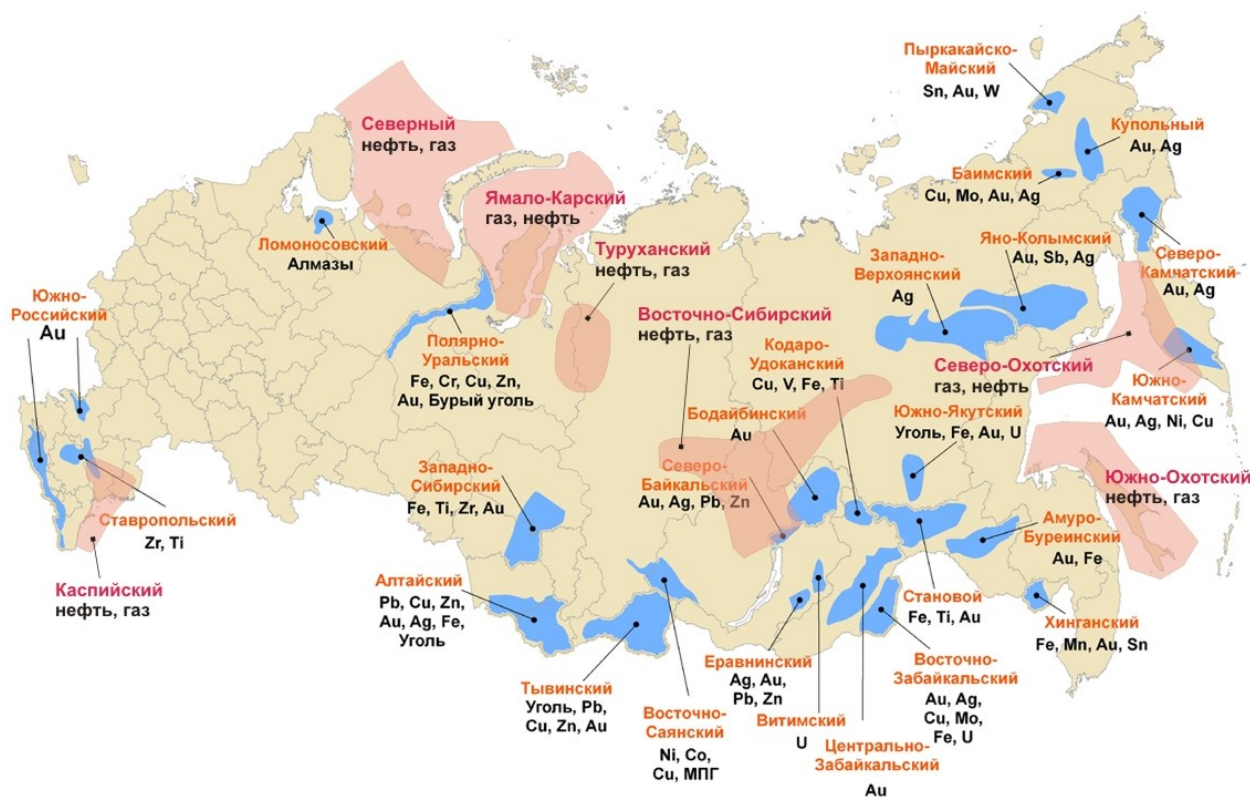 Пыркакайско-
Майский
Sn, Au, W
Купольный
Au, Ag
Баимский
Cu, Mo, Au, Ag
Северный
нефть, газ
Ямало-Карский
газ, нефть
Ломоносовский
Алмазы
Туруханский
нефть, газ
Западно-
Верхоянский
Ag
Яно-Колымский
Au, Sb, Ag
Северо-
Камчатский
Au, Ag
Южно-
Российский
Au
Полярно-
Уральский
Fe, Cr, Cu, Zn,
Au, Бурый уголь
Восточно-Сибирский
нефть, газ
Кодаро-
Удоканский
Cu, V, Fe, Ti
Северо-Охотский
газ, нефть
Южно-
Камчатский
Au, Ag, Ni, Cu
Бодайбинский
Au
Южно-Якутский
Уголь, Fe, Au, U
Западно-
Сибирский
Fe, Ti, Zr, Au
Северо-
Байкальский
Au, Ag, Pb, Zn
Южно-Охотский
нефть, газ
Ставропольский
Zr, Ti
Амуро-
Буреинский
Au, Fe
Каспийский
нефть, газ
Алтайский
Pb, Cu, Zn,
Au, Ag, Fe,
Уголь
Становой
Fe, Ti, Au
Хинганский
Fe, Mn, Au, Sn
Тывинский
Уголь, Pb,
Cu, Zn, Au
Восточно-
Саянский
Ni, Co,
Cu, МПГ
Еравнинский
Ag, Au,
Pb, Zn
Витимский
U
Центрально-
Забайкальский
Au
Восточно-
Забайкальский
Au, Ag,
Cu, Mo,
Fe, U